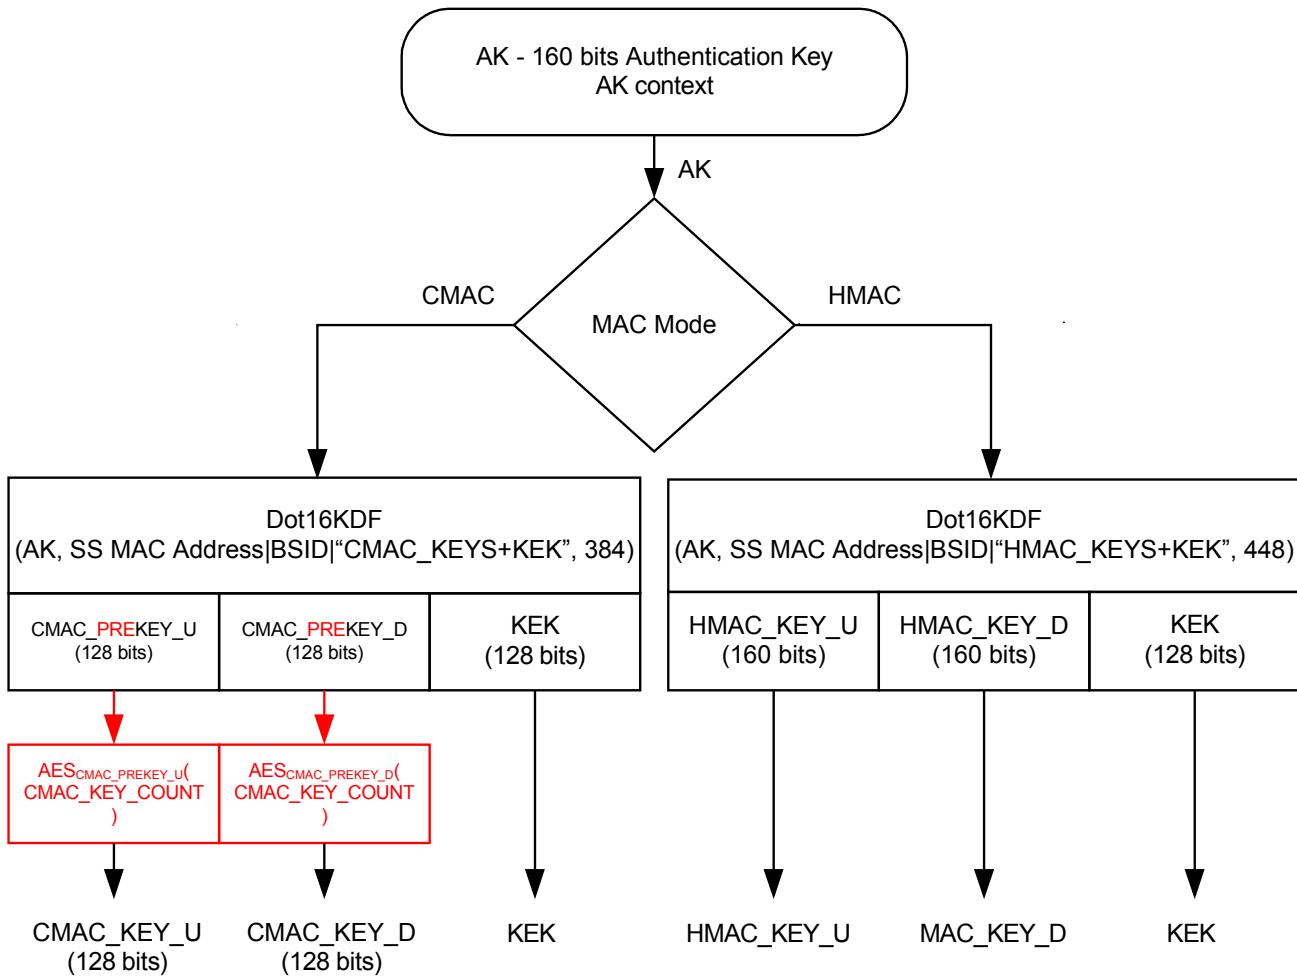 AK - 160 bits Authentication Key
AK context
AK
CMAC
HMAC
MAC Mode
Dot16KDF
(AK, SS MAC Address|BSID|“CMAC_KEYS+KEK”, 384)
Dot16KDF
(AK, SS MAC Address|BSID|“HMAC_KEYS+KEK”, 448)
CMAC_PREKEY_U
(128 bits)
CMAC_PREKEY_D
(128 bits)
KEK
(128 bits)
HMAC_KEY_U
(160 bits)
HMAC_KEY_D
(160 bits)
KEK
(128 bits)
AESCMAC_PREKEY_U(
CMAC_KEY_COUNT
)
AESCMAC_PREKEY_D(
CMAC_KEY_COUNT
)
CMAC_KEY_U
(128 bits)
CMAC_KEY_D
(128 bits)
KEK
HMAC_KEY_U
MAC_KEY_D
KEK